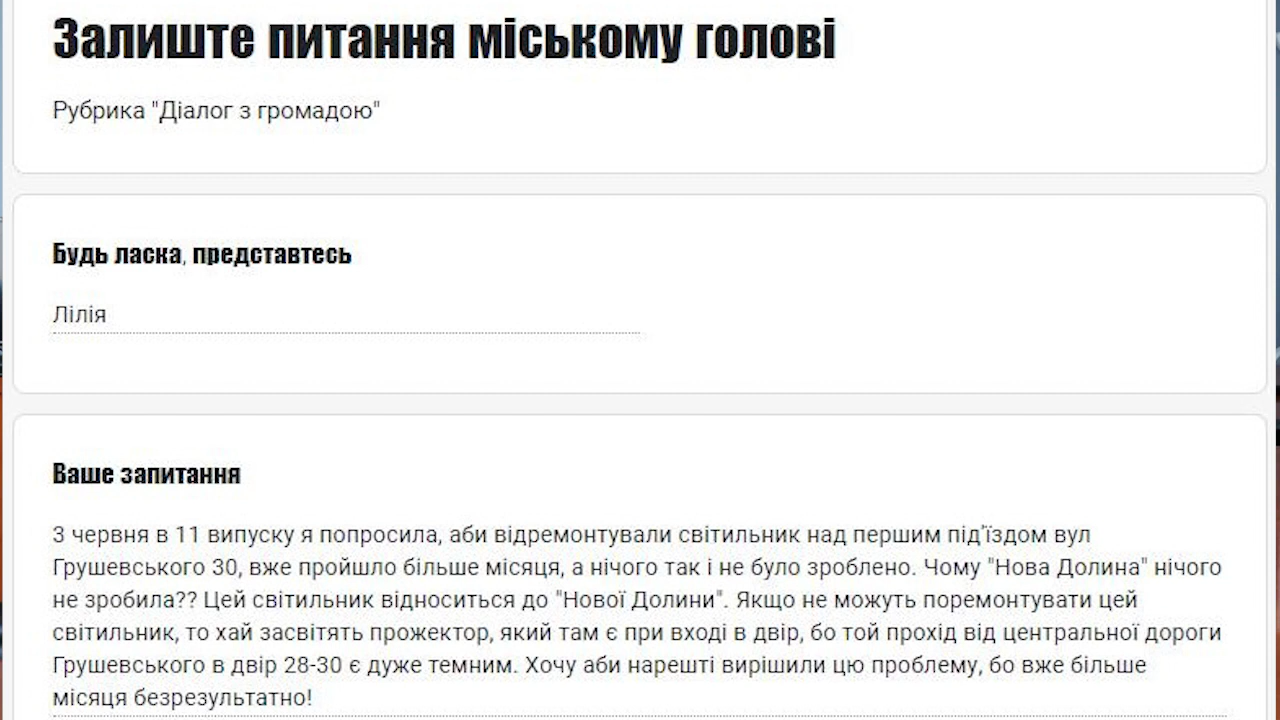 Залиште питання міському голові
Рубрика "Діалог з громадою"
Будь ласка, представтесь
Лілія
Ваше запитання
3 червня в 11 випуску я попросила, аби відремонтували світильник над першим під'їздом вул
Грушевського 30, вже пройшло більше місяця, а нічого так і не було зроблено. Чому "Нова Долина" нічого
не зробила?? Цей світильник відноситься до "Нової Долини". Якщо не можуть поремонтувати цей
світильник, то хай засвітять прожектор, який там є при вході в двір, бо той прохід від центральної дороги
Грушевського в двір 28-30 є дуже темним. Хочу аби нарешті вирішили цю проблему, бо вже більше
місяця безрезультатно!